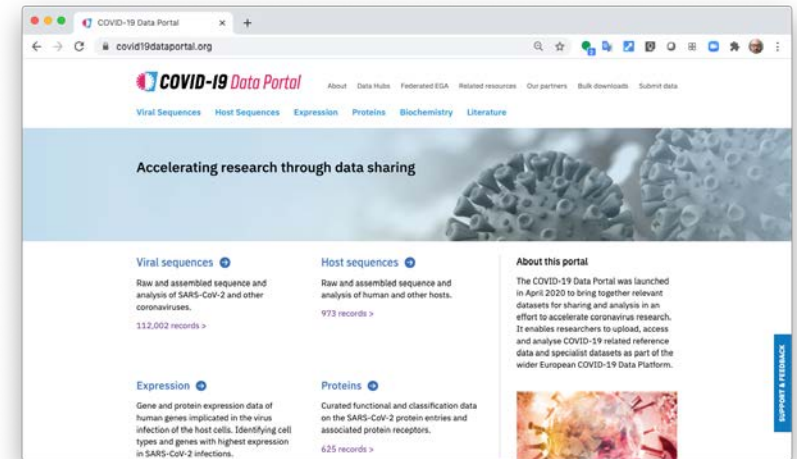 COVID-19 Data Portal
covid19dataportal.org
COVID-19 Data Portal
About Data Hubs Federated EGA Related resources Our partners Bulk downloads Submit data
Viral Sequences Host Sequences Expression Proteins Biochemistry Literature
Accelerating research through data sharing
Viral sequences
Raw and assembled sequence and
analysis of SARS-CoV-2 and other
coronaviruses.
112,002 records >
Host sequences
Raw and assembled sequence and
analysis of human and other hosts.
973 records >
About this portal
The COVID-19 Data Portal was launched
in April 2020 to bring together relevant
datasets for sharing and analysis in an
effort to accelerate coronavirus research.
It enables researchers to upload, access
and analyse COVID-19 related reference
data and specialist datasets as part of the
wider European COVID-19 Data Platform.
Expression
Gene and protein expression data of
human genes implicated in the virus
infection of the host cells. Identifying cell
types and genes with highest expression
in SARS-CoV-2 infections.
Proteins
Curated functional and classification data
on the SARS-CoV-2 protein entries and
associated protein receptors.
625 records >
SUPPORT & FEEDBACK